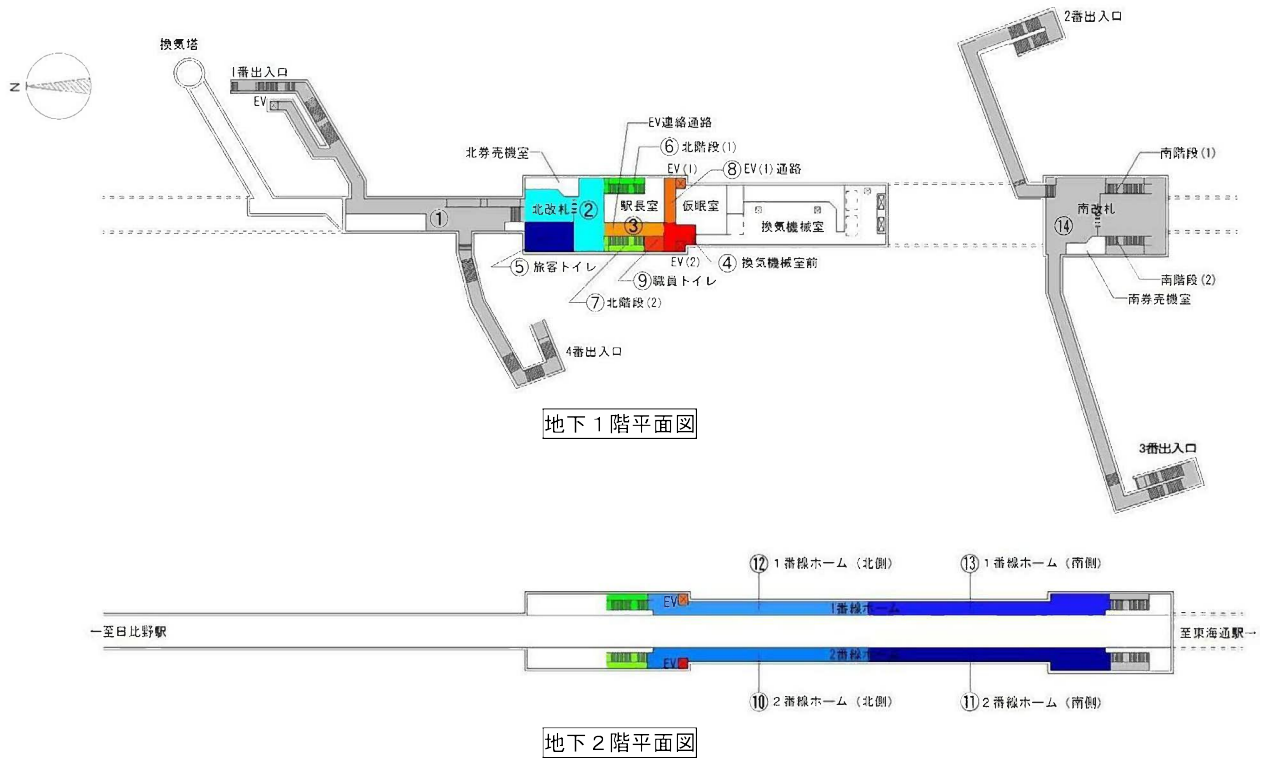 2番出入口
換気塔
1番出入口
N
EV
EV連絡通路
⑥北階段(1)
北券売機室
EV(1)
⑧EV(1)通路
南階段(1)
北改札
②
駅長室
仮眠室
①
③
換気機械室
南改札
⑭
⑤旅客トイレ
EV(2)
④換気機械室前
⑨職員トイレ
南階段(2)
⑦北階段(2)
南券売機室
4番出入口
地下1階平面図
3番出入口
⑫1番線ホーム(北側)
⑬1番線ホーム(南側)
EV
1番線ホーム
←至日比野駅
至東海通駅→
2番線ホーム
EV
⑩2番線ホーム(北側)
⑪2番線ホーム(南側)
地下2階平面図